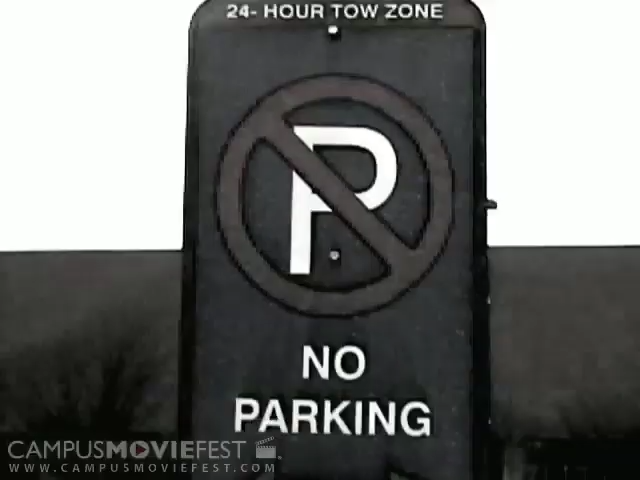 24- HOUR TOW ZONE
P
NO
PARKING
CAMPUSMOVIEFEST
WWW.CAMPUSMOVIEFEST.COM